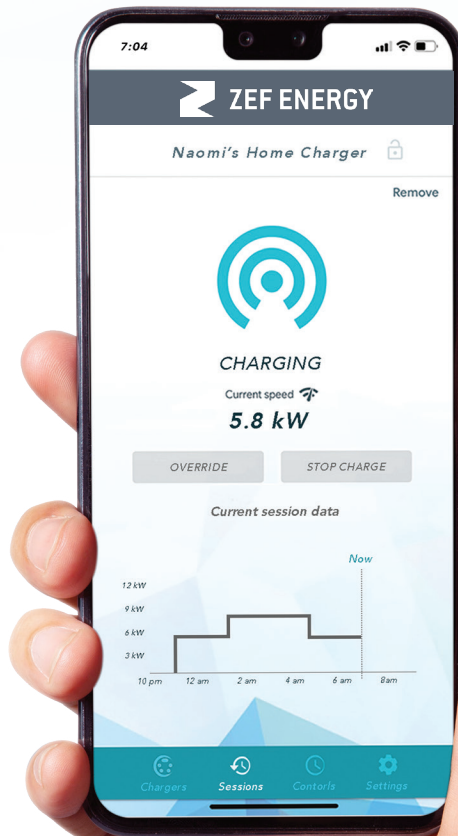 7:04
ZEF ENERGY
Naomi's Home Charger
Remove
CHARGING
Current speed
5.8 kW
OVERRIDE STOP CHARGE
Current session data
Now
12 kW
9 kW
6 kW
3 kW
10 pm 12 am 2 am 4 am 6 am 8am
Chargers Sessions Contorls Settings